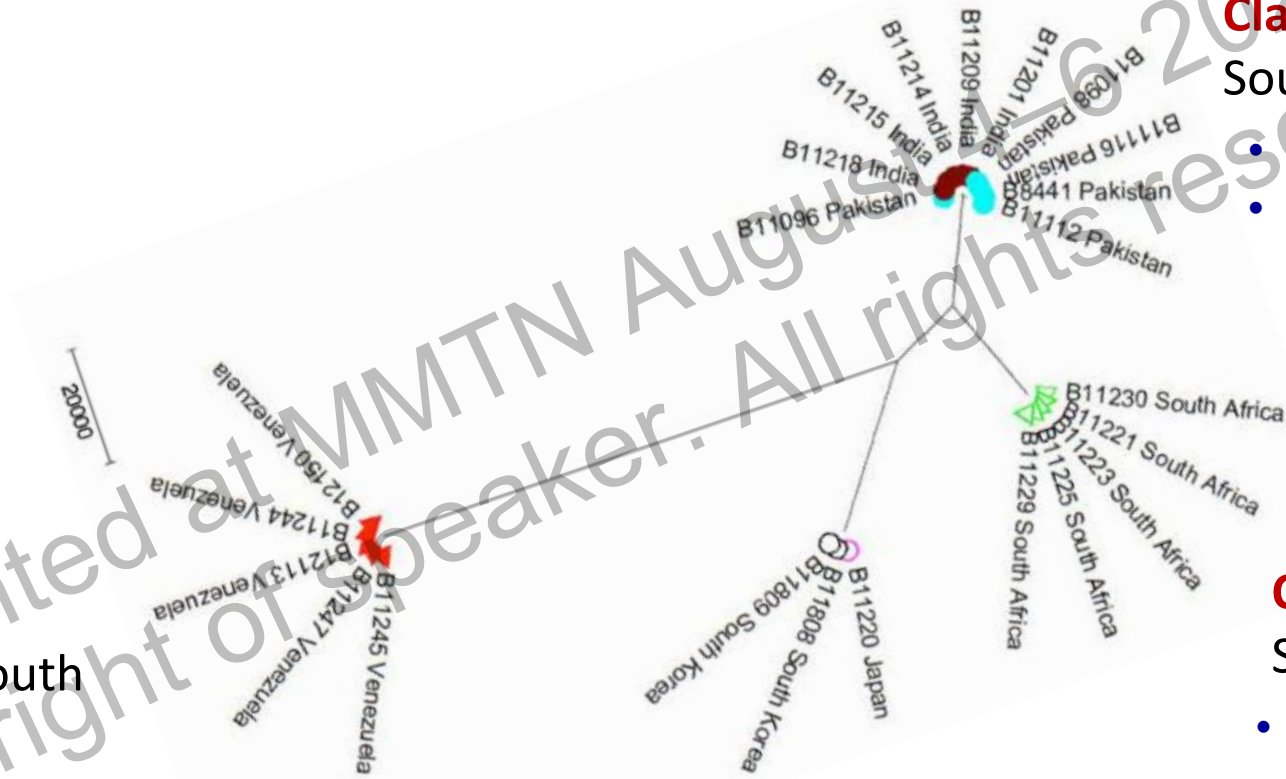 Cla
Sou
B11209 India
B11201 India
B11098 Pakistan
B11214 India
B11215 India
B11116 Pakistan
B11218 India
B8441 Pakistan
B11096 Pakistan
B11112 Pakistan
20000
B12150 Venezuela
B11244 Venezuela
B12113 Venezuela
B11247 Venezuela
B11245 Venezuela
B11230 South Africa
B11221 South Africa
B11223 South Africa
B11225 South Africa
B11229 South Africa
B11809 South Korea
B11808 South Korea
B11220 Japan
outh
C
S
ited at MMTN August 4–6 20
right of speaker. All rights rese